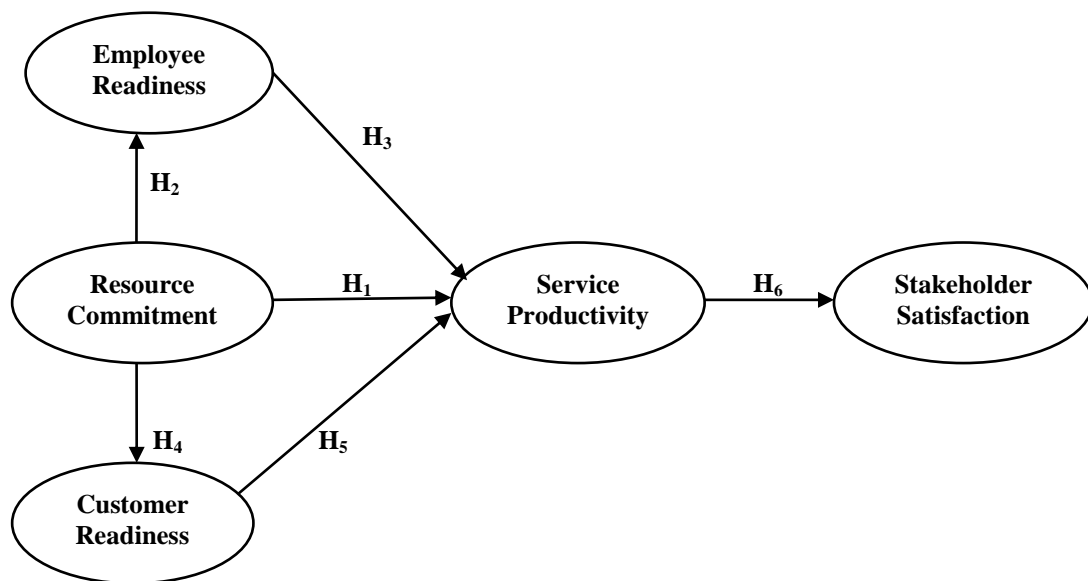 Employee
Readiness
H₃
H₂
Resource
Commitment
H₁
Service
Productivity
H₆
Stakeholder
Satisfaction
H₄
H₅
Customer
Readiness